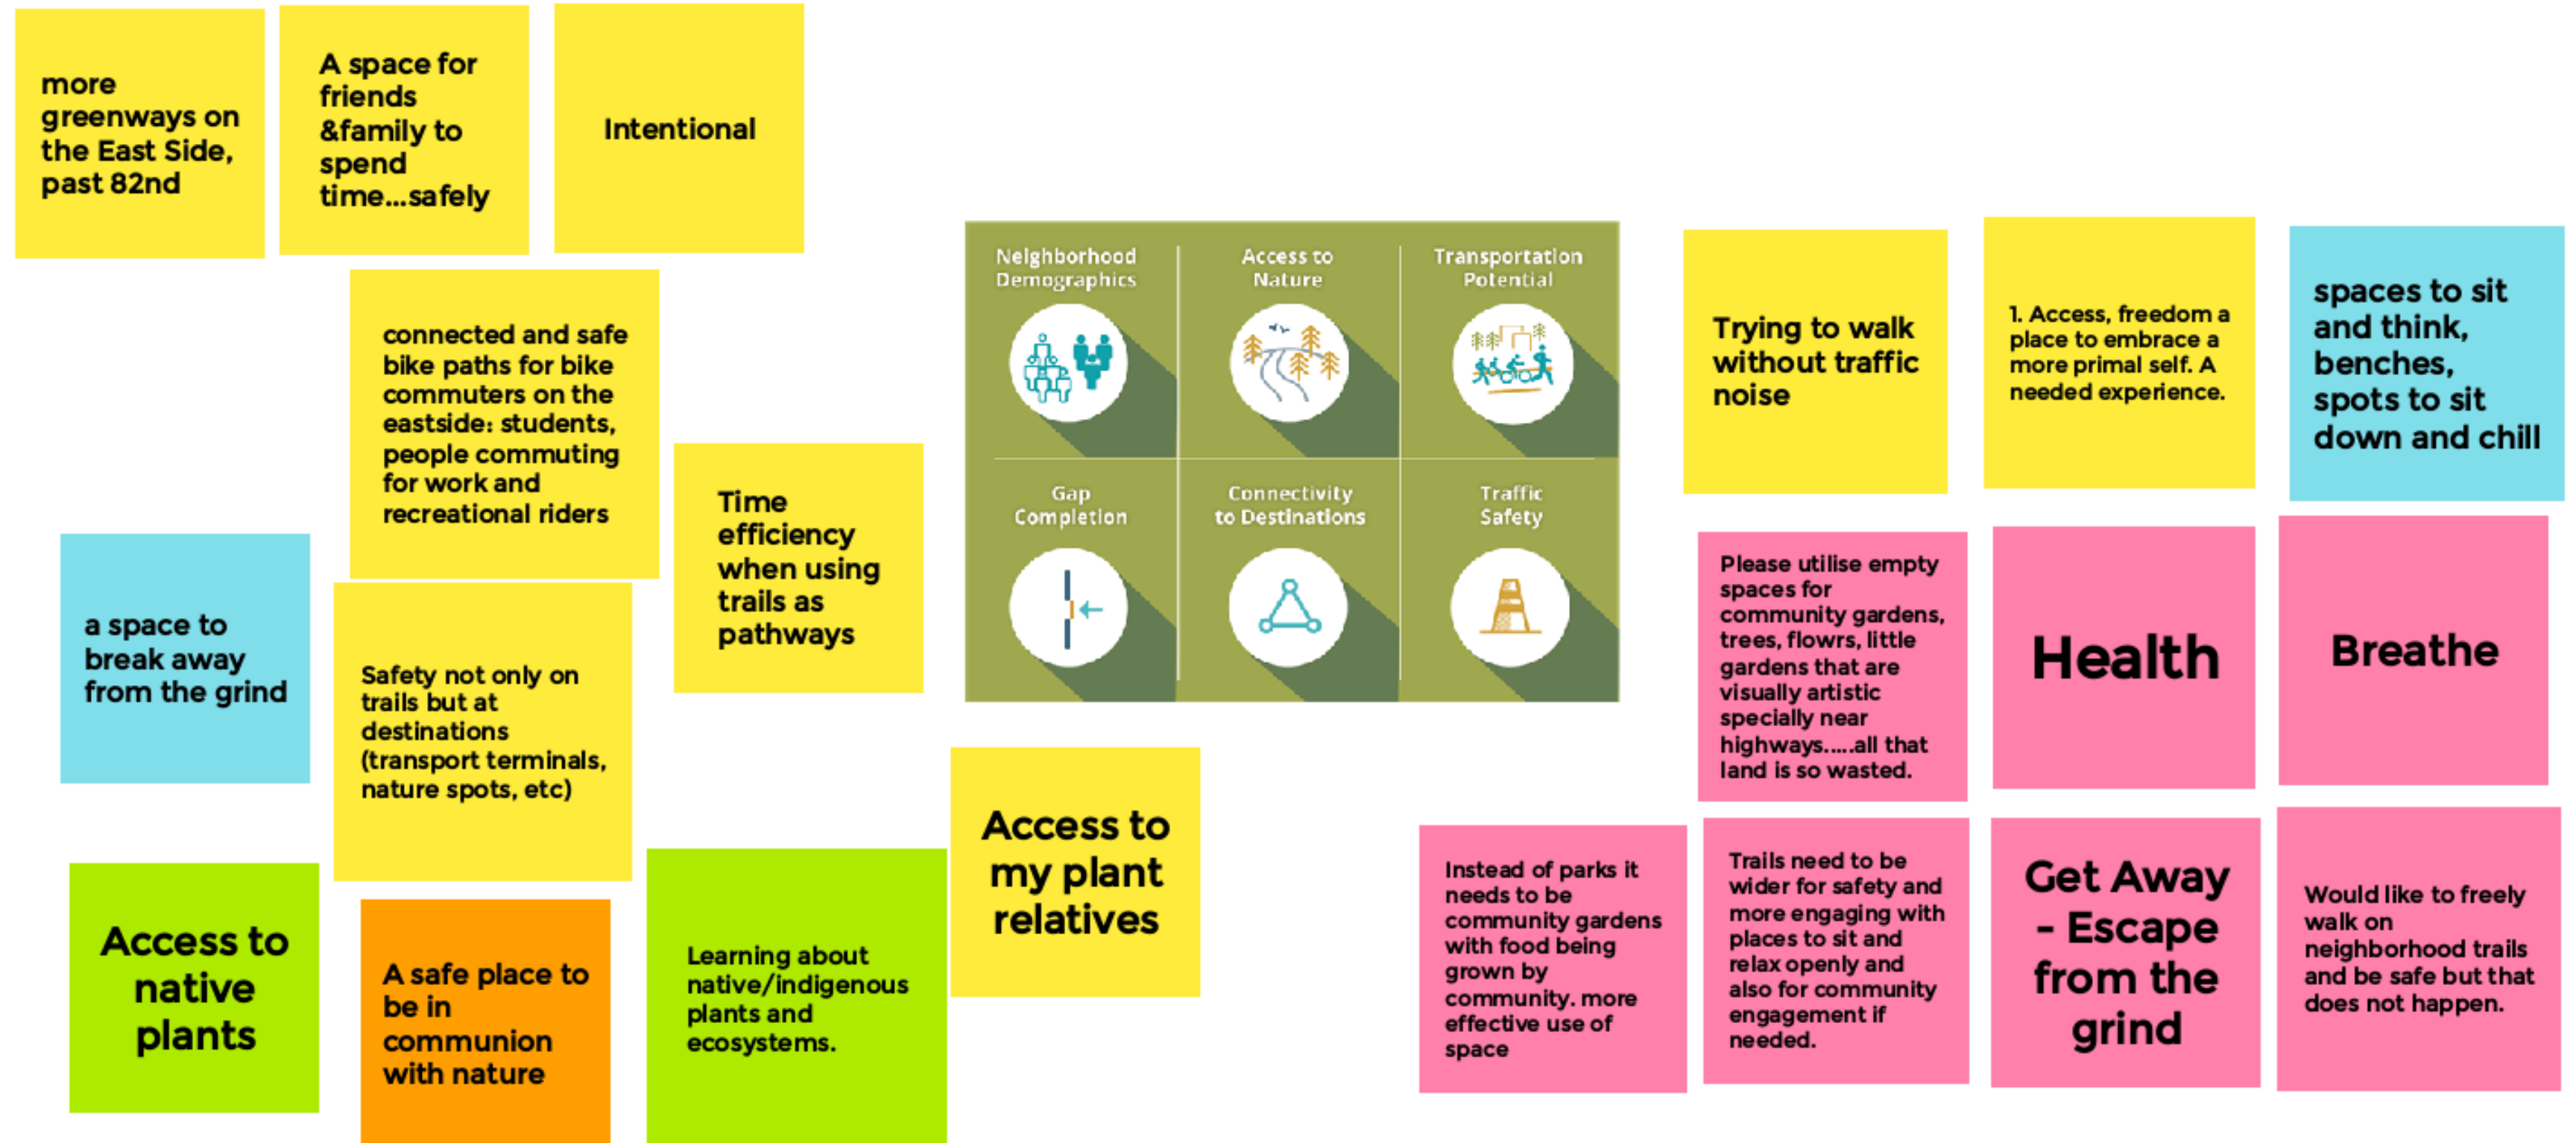 more
greenways on
the East Side,
past 82nd
A space for
friends
&family to
spend
time...safely
Intentional
connected and safe
bike paths for bike
commuters on the
eastside: students,
people commuting
for work and
recreational riders
Time
efficiency
when using
trails as
pathways
a space to
break away
from the grind
Safety not only on
trails but at
destinations
(transport terminals,
nature spots, etc)
Access to
native
plants
A safe place to
be in
communion
with nature
Learning about
native/indigenous
plants and
ecosystems.
Access to
my plant
relatives
Neighborhood
Demographics
Access to
Nature
Transportation
Potential
Gap
Completion
Connectivity
to Destinations
Traffic
Safety
Trying to walk
without traffic
noise
1. Access, freedom a
place to embrace a
more primal self. A
needed experience.
spaces to sit
and think,
benches,
spots to sit
down and chill
Please utilise empty
spaces for
community gardens,
trees, flowrs, little
gardens that are
visually artistic
specially near
highways.....all that
land is so wasted.
Health
Breathe
Instead of parks it
needs to be
community gardens
with food being
grown by
community. more
effective use of
space
Trails need to be
wider for safety and
more engaging with
places to sit and
relax openly and
also for community
engagement if
needed.
Get Away
- Escape
from the
grind
Would like to freely
walk on
neighborhood trails
and be safe but that
does not happen.